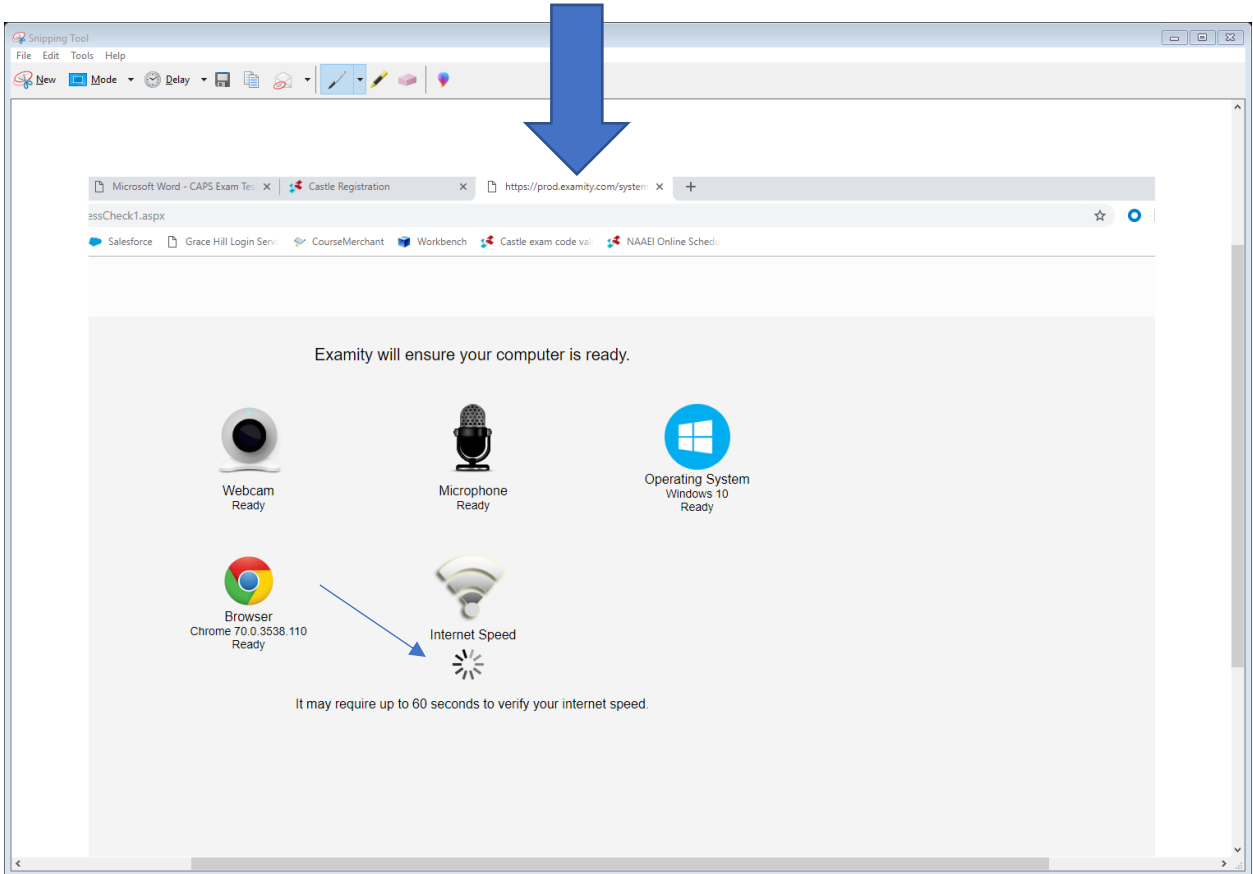 Snipping Tool
File Edit Tools Help
New Mode Delay
Microsoft Word - CAPS Exam Tes
Castle Registration
https://prod.examity.com/system
essCheck1.aspx
Salesforce
Grace Hill Login Serv
CourseMerchant
Workbench
Castle exam code val
NAAEI Online Schedu
Examity will ensure your computer is ready.
Webcam
Ready
Microphone
Ready
Operating System
Windows 10
Ready
Browser
Chrome 70.0.3538.110
Ready
Internet Speed
It may require up to 60 seconds to verify your internet speed.